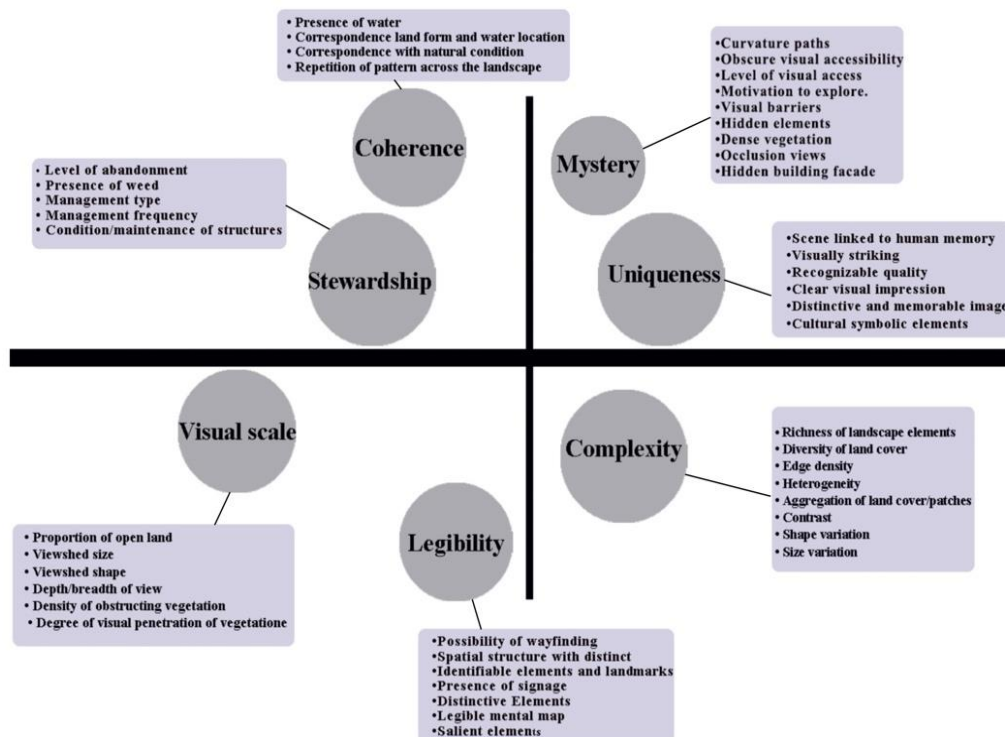 • Presence of water
• Correspondence land form and water location
• Correspondence with natural condition
• Repetition of pattern across the landscape
Coherence
•Curvature paths
•Obscure visual accessibility
•Level of visual access
•Motivation to explore.
•Visual barriers
•Hidden elements
•Dense vegetation
•Occlusion views
•Hidden building facade
Mystery
• Level of abandonment
• Presence of weed
• Management type
• Management frequency
• Condition/maintenance of structures
Stewardship
Uniqueness
•Scene linked to human memory
•Visually striking
•Recognizable quality
•Clear visual impression
•Distinctive and memorable image
•Cultural symbolic elements
Visual scale
• Proportion of open land
• Viewshed size
• Viewshed shape
• Depth/breadth of view
• Density of obstructing vegetation
• Degree of visual penetration of vegetatione
Complexity
• Richness of landscape elements
• Diversity of land cover
• Edge density
• Heterogeneity
• Aggregation of land cover/patches
• Contrast
• Shape variation
• Size variation
Legibility
•Possibility of wayfinding
•Spatial structure with distinct
•Identifiable elements and landmarks
•Presence of signage
•Distinctive Elements
•Legible mental map
•Salient elements